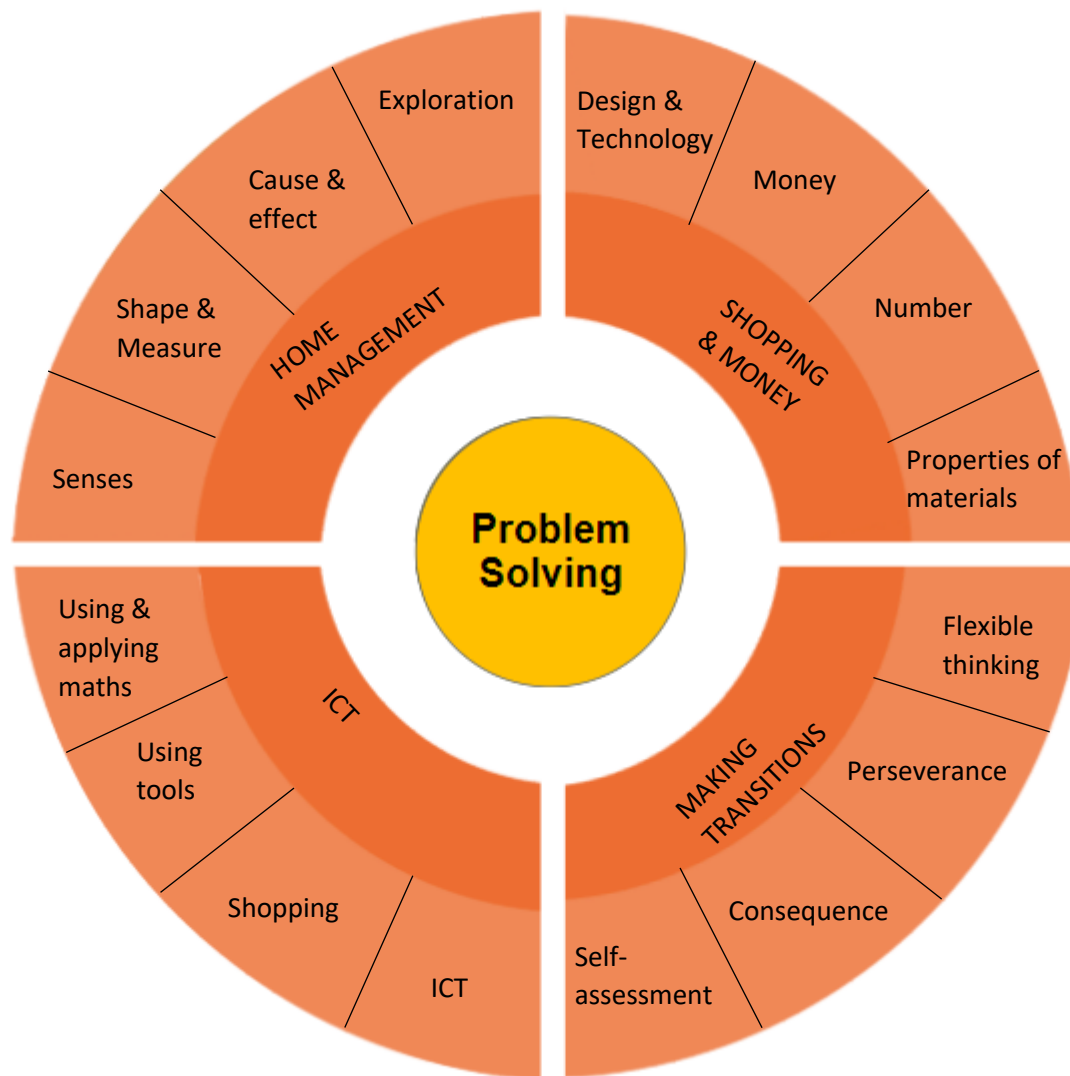 Exploration
Cause &
effect
Shape &
Measure
Senses
HOME
MANAGEMENT
Design &
Technology
Money
Number
Properties of
materials
SHOPPING
& MONEY
Problem
Solving
Using &
applying
maths
Using
tools
Shopping
ICT
ICT
Flexible
thinking
Perseverance
Consequence
Self-
assessment
MAKING
TRANSITIONS